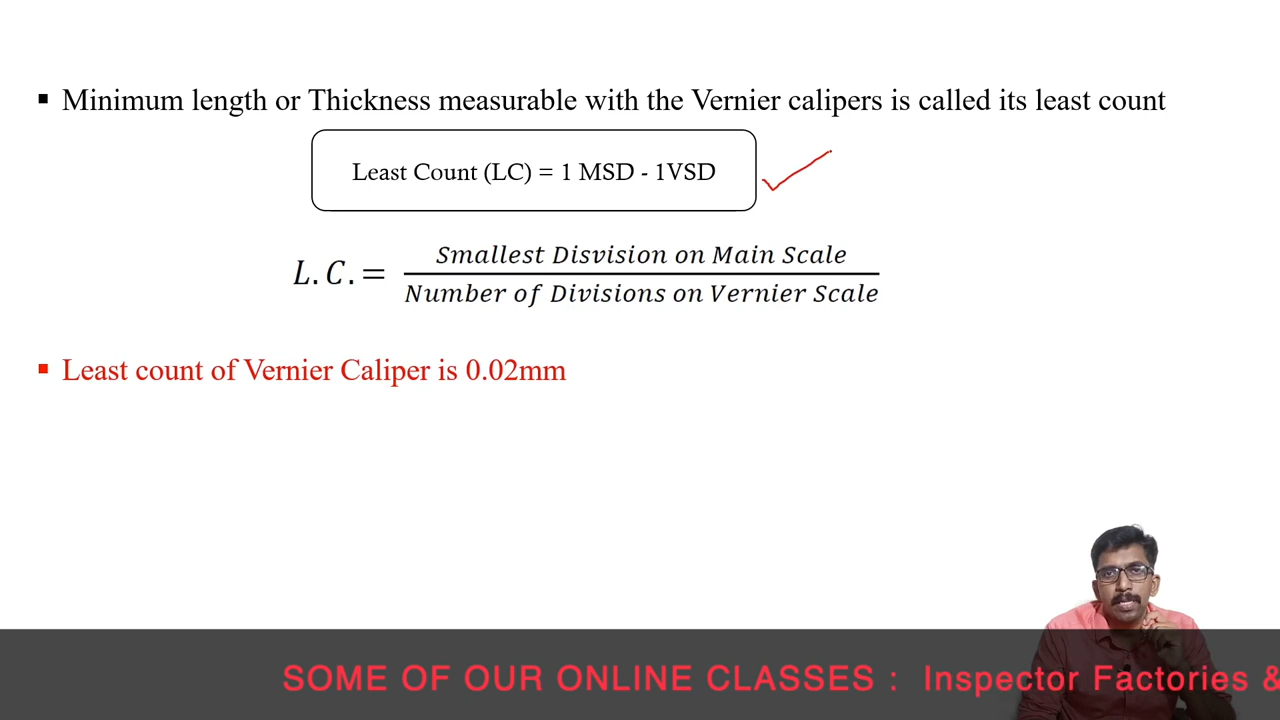 ▪ Minimum length or Thickness measurable with the Vernier calipers is called its least count
Least Count (LC) = 1 MSD - 1VSD
L.C.= Smallest Disvision on Main Scale / Number of Divisions on Vernier Scale
▪ Least count of Vernier Caliper is 0.02mm
SOME OF OUR ONLINE CLASSES : Inspector Factories &